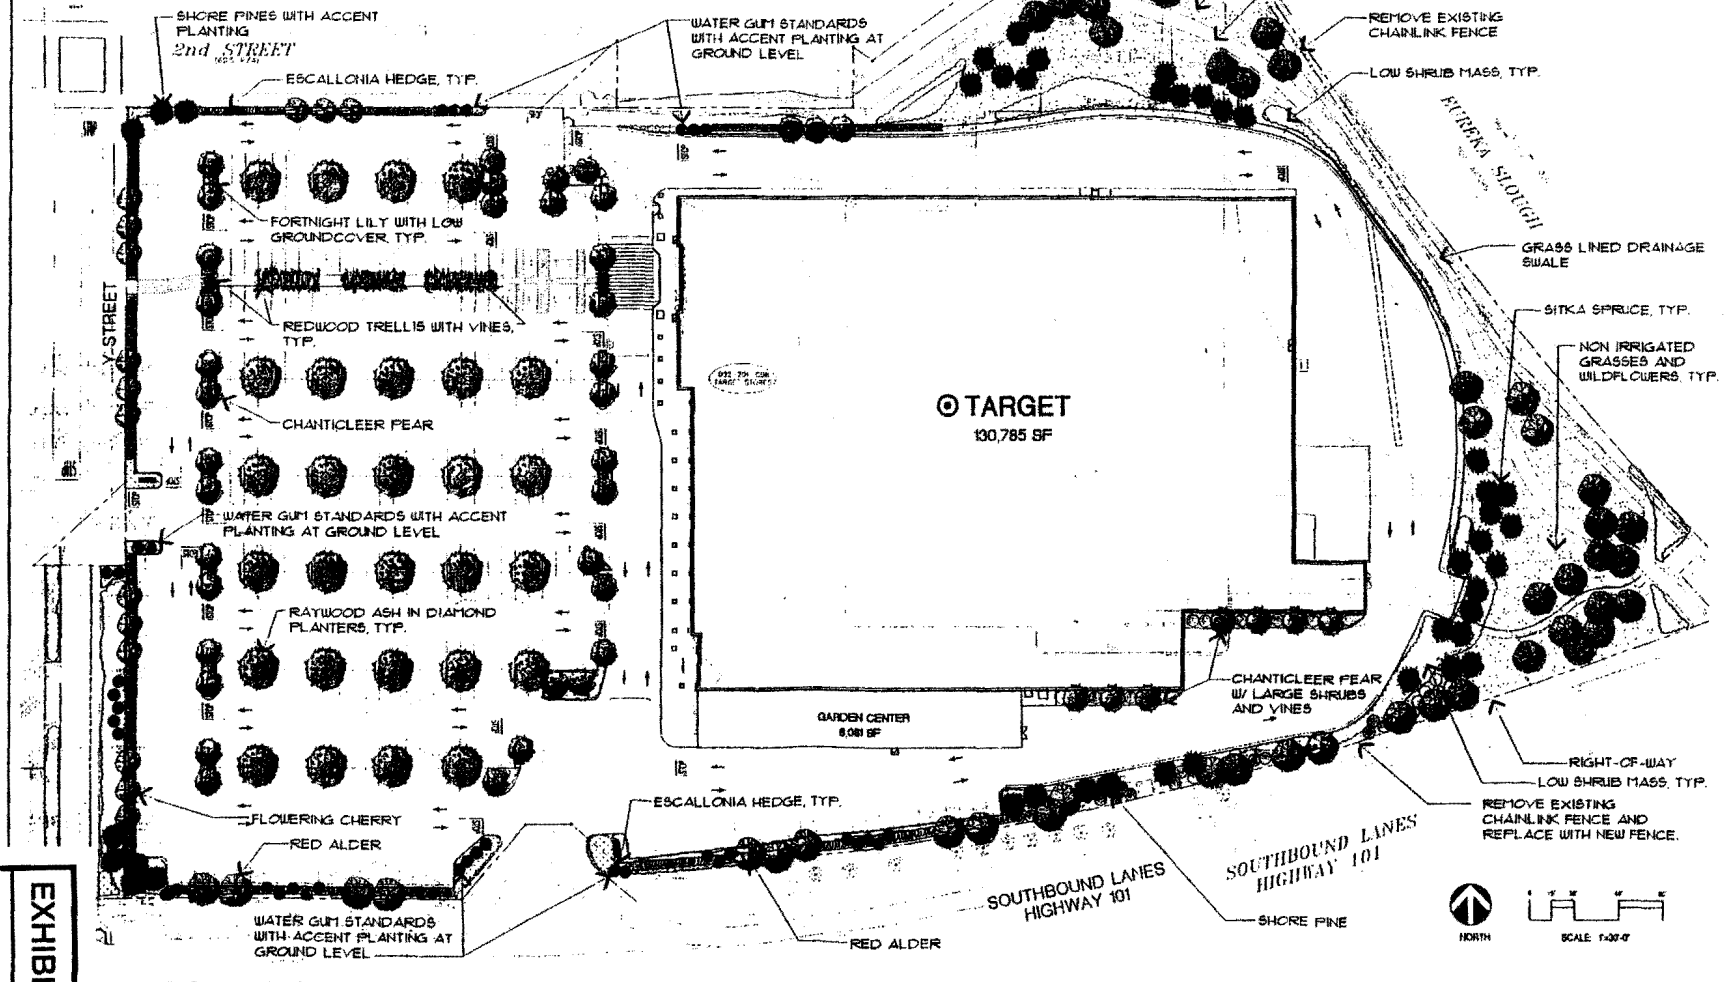 SHORE PINES WITH ACCENT
PLANTING
2nd STREET
ESCALLONIA HEDGE, TYP.
WATER GUM STANDARDS
WITH ACCENT PLANTING AT
GROUND LEVEL
REMOVE EXISTING
CHAINLINK FENCE
LOW SHRUB MASS, TYP.
EUREKA SLOUGH
FORTNIGHT LILY WITH LOW
GROUNDCOVER, TYP.
GRASS LINED DRAINAGE
SWALE
Y-STREET
REDWOOD TRELLIS WITH VINES,
TYP.
SITKA SPRUCE, TYP.
NON IRRIGATED
GRASSES AND
WILDFLOWERS, TYP.
CHANTICLEER PEAR
TARGET
130,785 SF
WATER GUM STANDARDS WITH ACCENT
PLANTING AT GROUND LEVEL
RAYWOOD ASH IN DIAMOND
PLANTERS, TYP.
CHANTICLEER PEAR
W/ LARGE SHRUBS
AND VINES
GARDEN CENTER
SF
RIGHT-OF-WAY
LOW SHRUB MASS, TYP.
REMOVE EXISTING
CHAINLINK FENCE AND
REPLACE WITH NEW FENCE.
ESCALLONIA HEDGE, TYP.
FLOWERING CHERRY
RED ALDER
SOUTHBOUND LANES
HIGHWAY 101
SOUTHBOUND LANES
HIGHWAY 101
WATER GUM STANDARDS
WITH ACCENT PLANTING AT
GROUND LEVEL
RED ALDER
SHORE PINE
NORTH
SCALE: 1"=30'-0"
EXHIBI